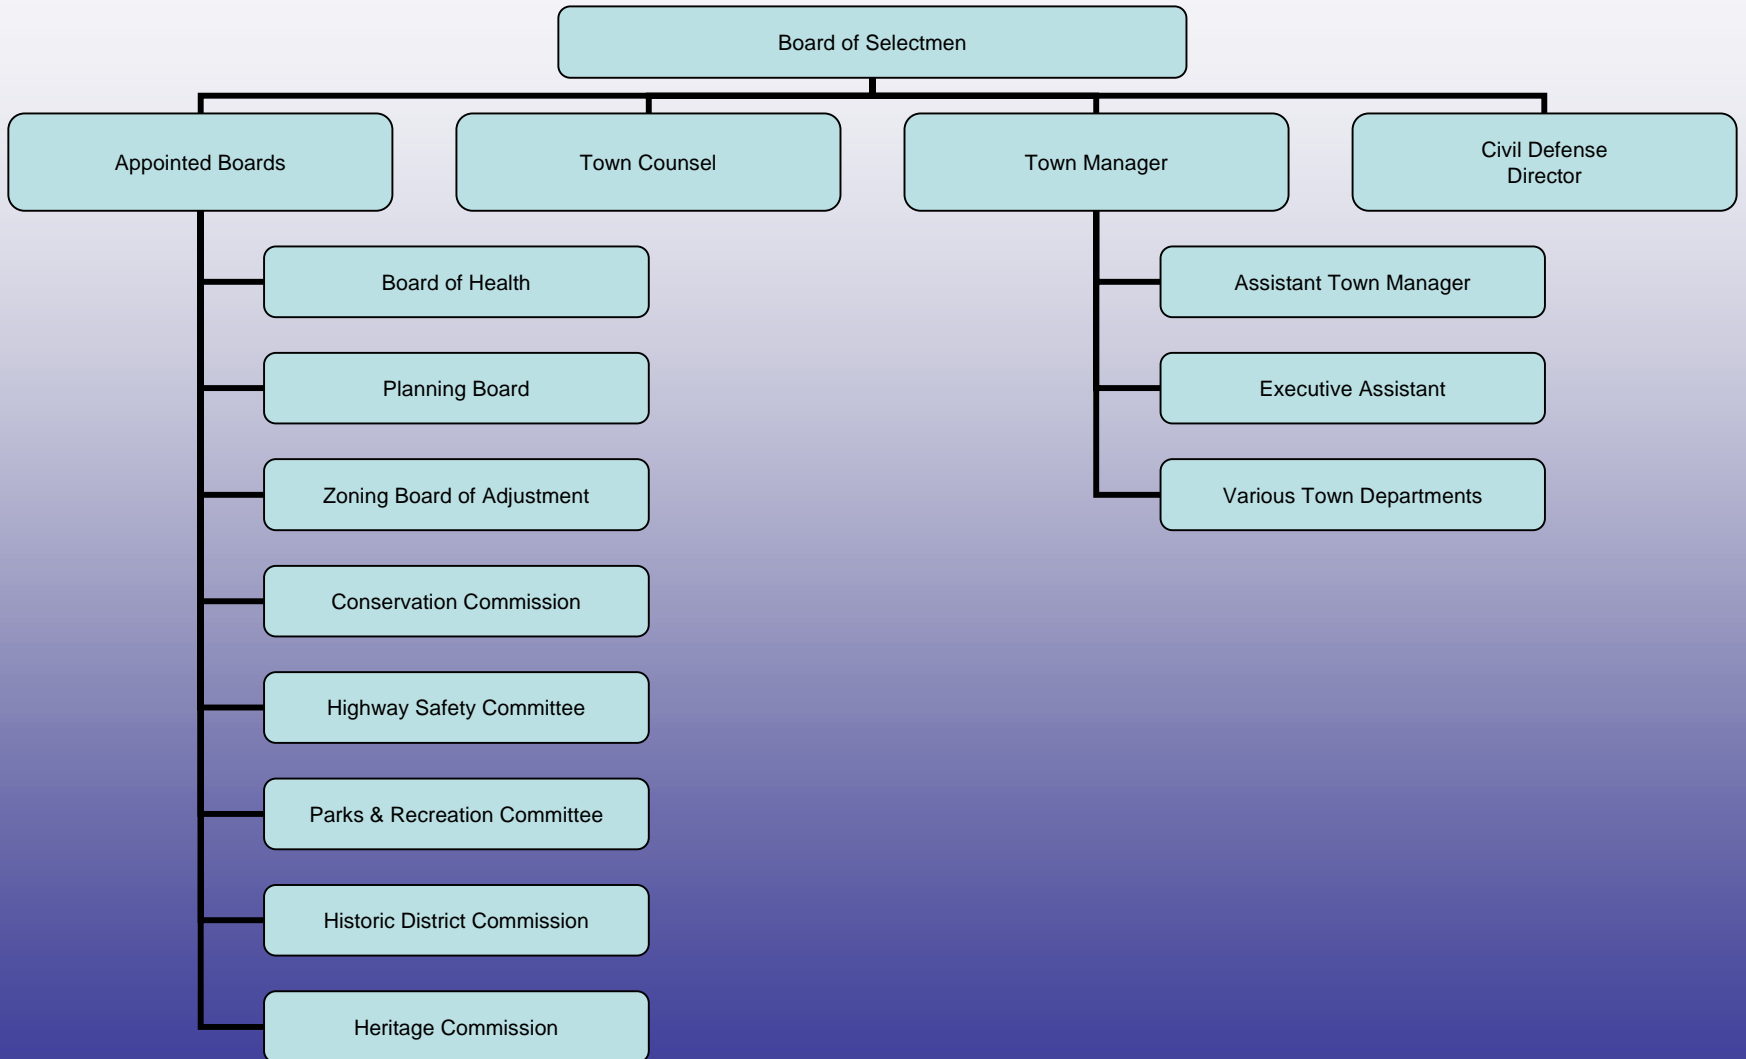 Board of Selectmen
Appointed Boards
Town Counsel
Town Manager
Civil Defense
Director
Board of Health
Planning Board
Zoning Board of Adjustment
Conservation Commission
Highway Safety Committee
Parks & Recreation Committee
Historic District Commission
Heritage Commission
Assistant Town Manager
Executive Assistant
Various Town Departments